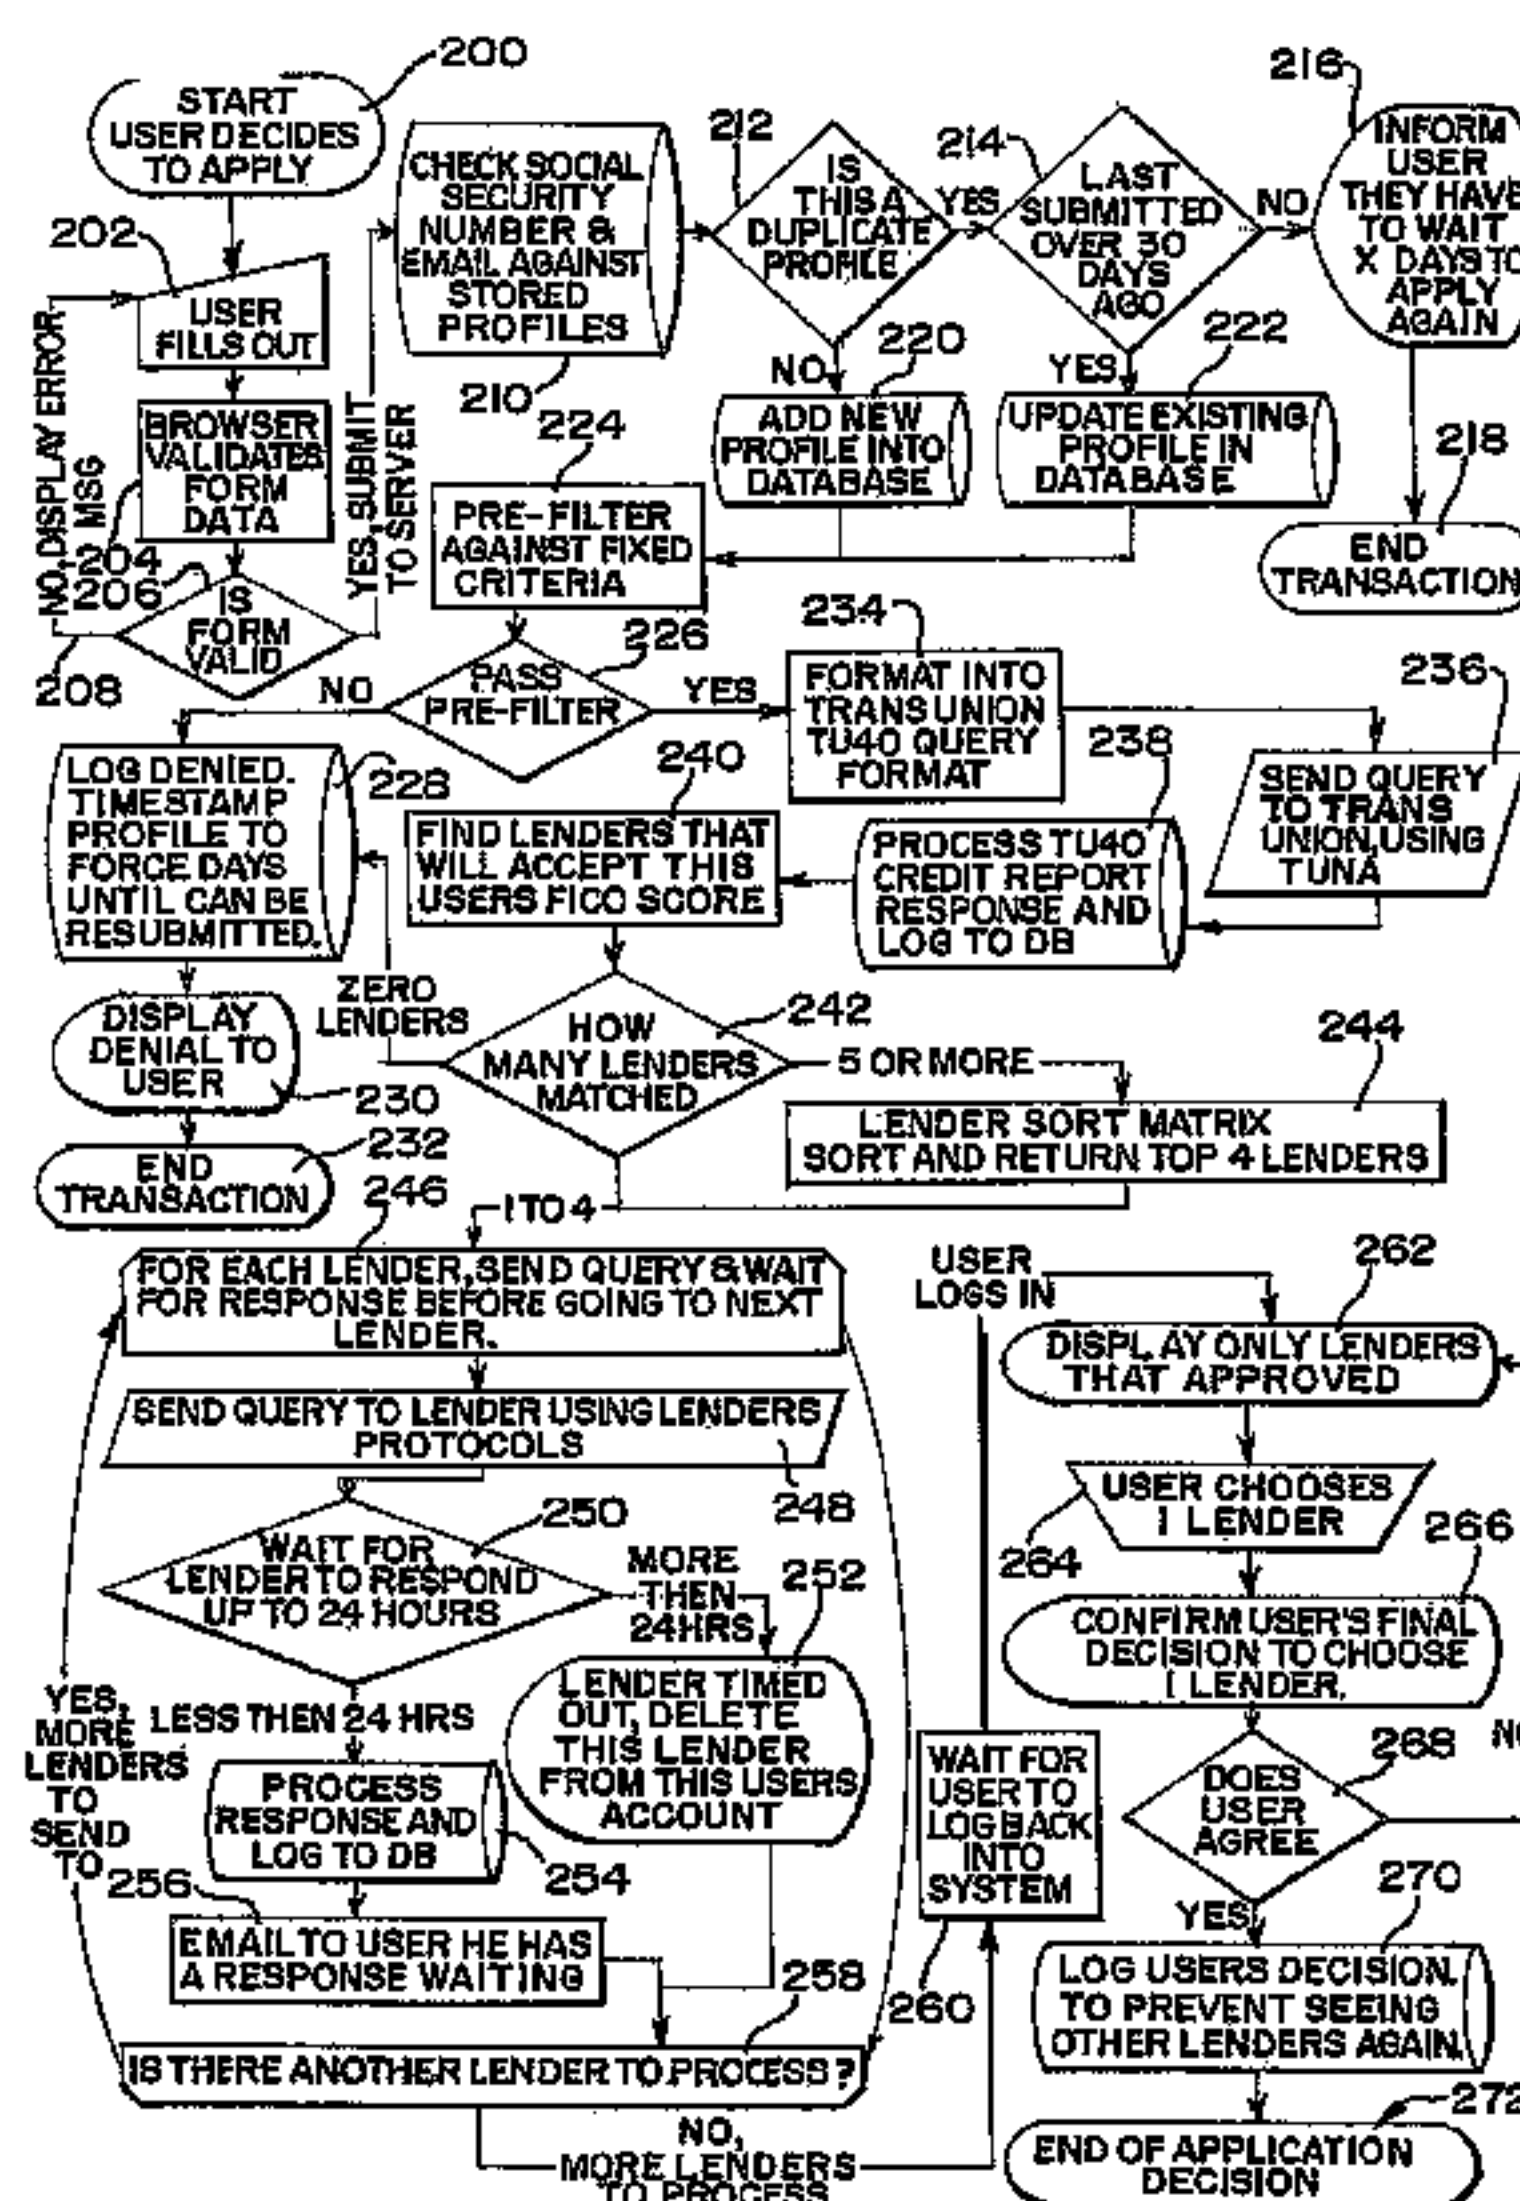 200
START
USER DECIDES
TO APPLY
202
USER
FILLS OUT
BROWSER
VALIDATES
FORM
DATA
204
206
IS
FORM
VALID
208
NO, DISPLAY ERROR
MSG
YES, SUBMIT
TO SERVER
CHECK SOCIAL
SECURITY
NUMBER &
EMAIL AGAINST
STORED
PROFILES
210
212
IS
THIS A
DUPLICATE
PROFILE
YES
214
LAST
SUBMITTED
OVER 30
DAYS
AGO
NO
216
INFORM
USER
THEY HAVE
TO WAIT
X DAYS TO
APPLY
AGAIN
218
END
TRANSACTION
NO
220
ADD NEW
PROFILE INTO
DATABASE
YES
222
UPDATE EXISTING
PROFILE IN
DATABASE
224
PRE-FILTER
AGAINST FIXED
CRITERIA
226
PASS
PRE-FILTER
NO
YES
228
LOG DENIED.
TIMESTAMP
PROFILE TO
FORCE DAYS
UNTIL CAN BE
RESUBMITTED.
DISPLAY
DENIAL TO
USER
230
232
END
TRANSACTION
234
FORMAT INTO
TRANSUNION
TU40 QUERY
FORMAT
236
SEND QUERY
TO TRANS
UNION, USING
TUNA
238
PROCESS TU40
CREDIT REPORT
RESPONSE AND
LOG TO DB
240
FIND LENDERS THAT
WILL ACCEPT THIS
USERS FICO SCORE
ZERO
LENDERS
HOW
MANY LENDERS
MATCHED
242
5 OR MORE
244
LENDER SORT MATRIX
SORT AND RETURN TOP 4 LENDERS
1 TO 4
246
FOR EACH LENDER, SEND QUERY & WAIT
FOR RESPONSE BEFORE GOING TO NEXT
LENDER.
SEND QUERY TO LENDER USING LENDERS
PROTOCOLS
248
250
WAIT FOR
LENDER TO RESPOND
UP TO 24 HOURS
MORE
THEN
24HRS
252
LENDER TIMED
OUT, DELETE
THIS LENDER
FROM THIS USERS
ACCOUNT
LESS THEN 24 HRS
PROCESS
RESPONSE AND
LOG TO DB
254
256
EMAIL TO USER HE HAS
A RESPONSE WAITING
YES,
MORE
LENDERS
TO
SEND
TO
258
IS THERE ANOTHER LENDER TO PROCESS?
NO,
MORE LENDERS
TO PROCESS
WAIT FOR
USER TO
LOG BACK
INTO
SYSTEM
260
USER
LOGS IN
262
DISPLAY ONLY LENDERS
THAT APPROVED
USER CHOOSES
1 LENDER
264
266
CONFIRM USER'S FINAL
DECISION TO CHOOSE
1 LENDER.
268
DOES
USER
AGREE
YES
270
LOG USERS DECISION.
TO PREVENT SEEING
OTHER LENDERS AGAIN.
272
END OF APPLICATION
DECISION